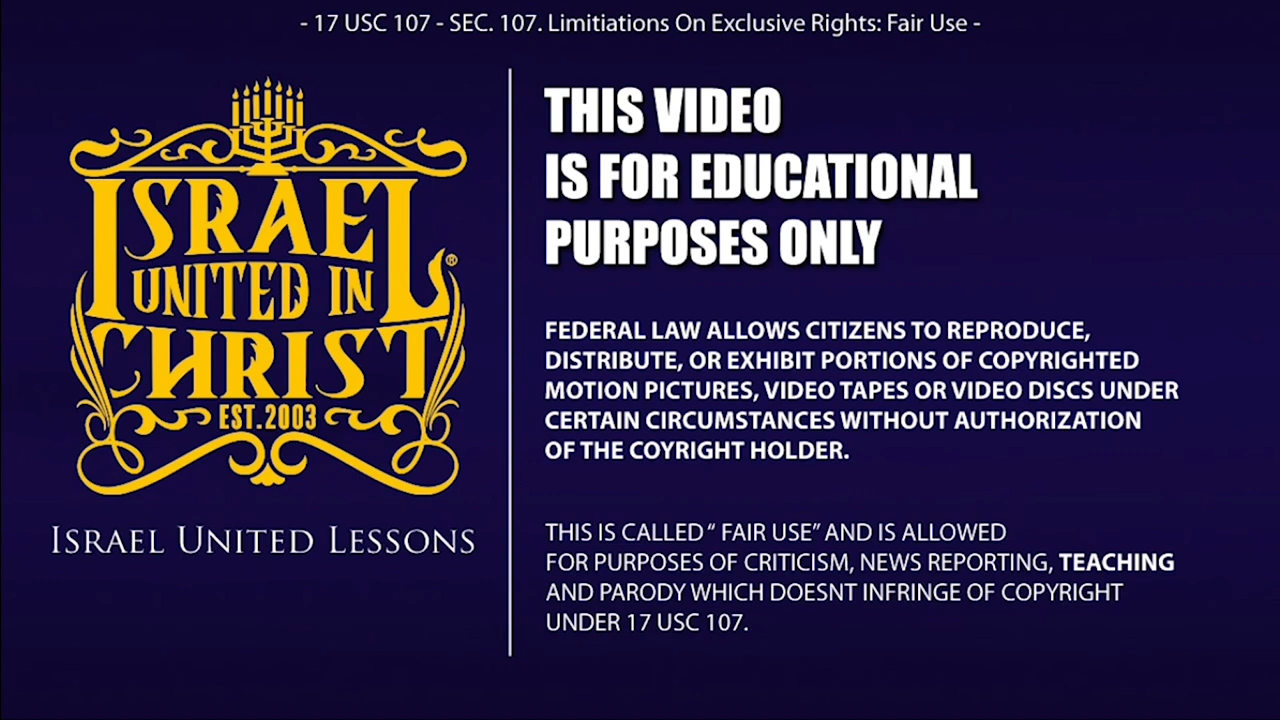 - 17 USC 107 - SEC. 107. Limitiations On Exclusive Rights: Fair Use -
ISRAEL
UNITED IN
CHRIST
®
EST.2003
ISRAEL UNITED LESSONS
THIS VIDEO
IS FOR EDUCATIONAL
PURPOSES ONLY
FEDERAL LAW ALLOWS CITIZENS TO REPRODUCE,
DISTRIBUTE, OR EXHIBIT PORTIONS OF COPYRIGHTED
MOTION PICTURES, VIDEO TAPES OR VIDEO DISCS UNDER
CERTAIN CIRCUMSTANCES WITHOUT AUTHORIZATION
OF THE COYRIGHT HOLDER.
THIS IS CALLED “ FAIR USE” AND IS ALLOWED
FOR PURPOSES OF CRITICISM, NEWS REPORTING, TEACHING
AND PARODY WHICH DOESNT INFRINGE OF COPYRIGHT
UNDER 17 USC 107.